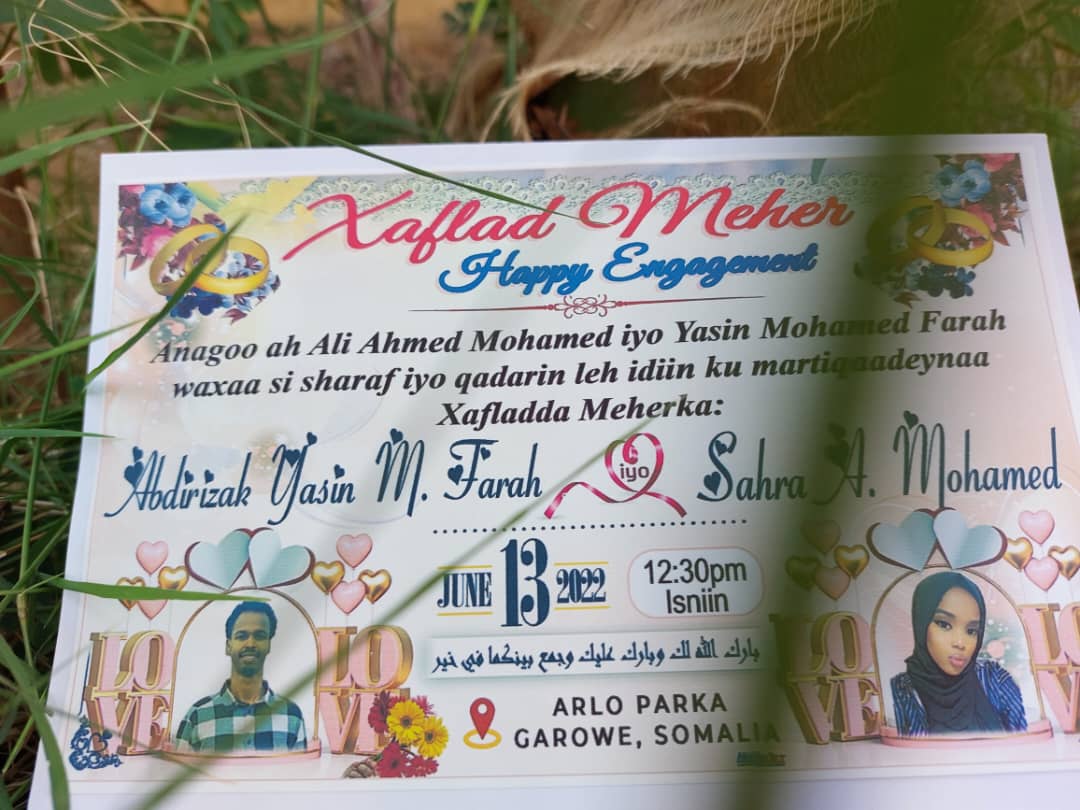 Xaflad Meher
Happy Engagement
Anagoo ah Ali Ahmed Mohamed iyo Yasin Mohamed Farah
waxaa si sharaf iyo qadarin leh idiin ku martiqaadeynaa
Xafladda Meherka:
Abdirizak Yasin M. Farah iyo Sahra A. Mohamed
JUNE 13 2022 12:30pm
Isniin
بارك الله لك وبارك عليك وجمع بينكما في خير
LOVE LOVE LOVE LOVE
ARLO PARKA
GAROWE, SOMALIA